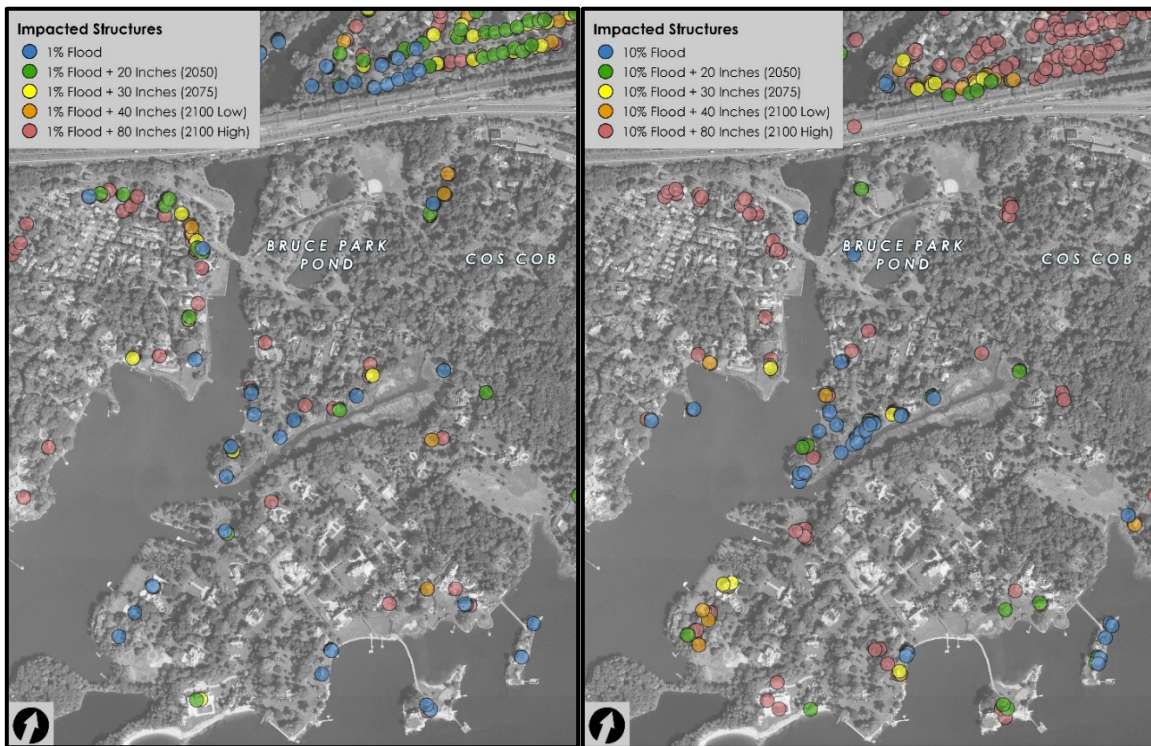 Impacted Structures
1% Flood
1% Flood + 20 Inches (2050)
1% Flood + 30 Inches (2075)
1% Flood + 40 Inches (2100 Low)
1% Flood + 80 Inches (2100 High)
BRUCE PARK
POND
COS COB
Impacted Structures
10% Flood
10% Flood + 20 Inches (2050)
10% Flood + 30 Inches (2075)
10% Flood + 40 Inches (2100 Low)
10% Flood + 80 Inches (2100 High)
BRUCE PARK
POND
COS COB